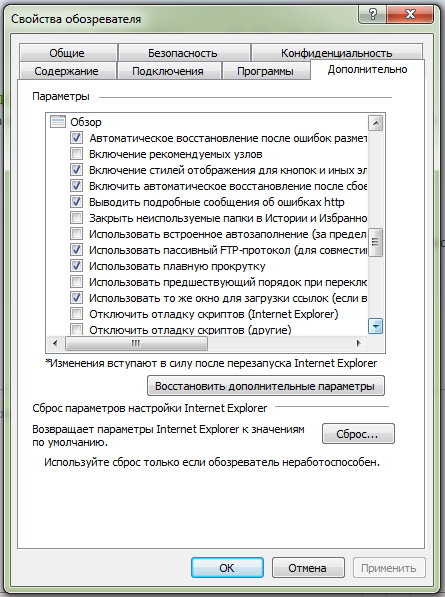 Свойства обозревателя
Общие
Безопасность
Конфиденциальность
Содержание
Подключения
Программы
Дополнительно
Параметры
Обзор
Автоматическое восстановление после ошибок размет
Включение рекомендуемых узлов
Включение стилей отображения для кнопок и иных эл
Включить автоматическое восстановление после сбое
Выводить подробные сообщения об ошибках http
Закрыть неиспользуемые папки в Истории и Избранно
Использовать встроенное автозаполнение (за предел
Использовать пассивный FTP-протокол (для совмести
Использовать плавную прокрутку
Использовать предшествующий порядок при переклю
Использовать то же окно для загрузки ссылок (если в
Отключить отладку скриптов (Internet Explorer)
Отключить отладку скриптов (другие)
*Изменения вступают в силу после перезапуска Internet Explorer
Восстановить дополнительные параметры
Сброс параметров настройки Internet Explorer
Возвращает параметры Internet Explorer к значениям
по умолчанию.
Сброс...
Используйте сброс только если обозреватель неработоспособен.
ОК
Отмена
Применить